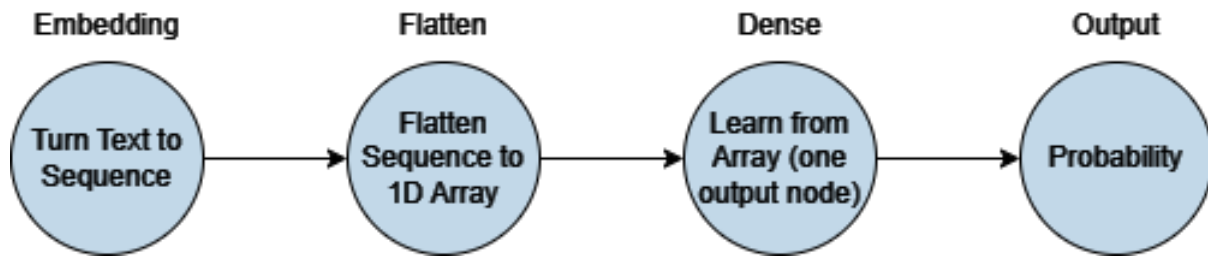 Embedding
Flatten
Dense
Output
Turn Text to
Sequence
Flatten
Sequence to
1D Array
Learn from
Array (one
output node)
Probability